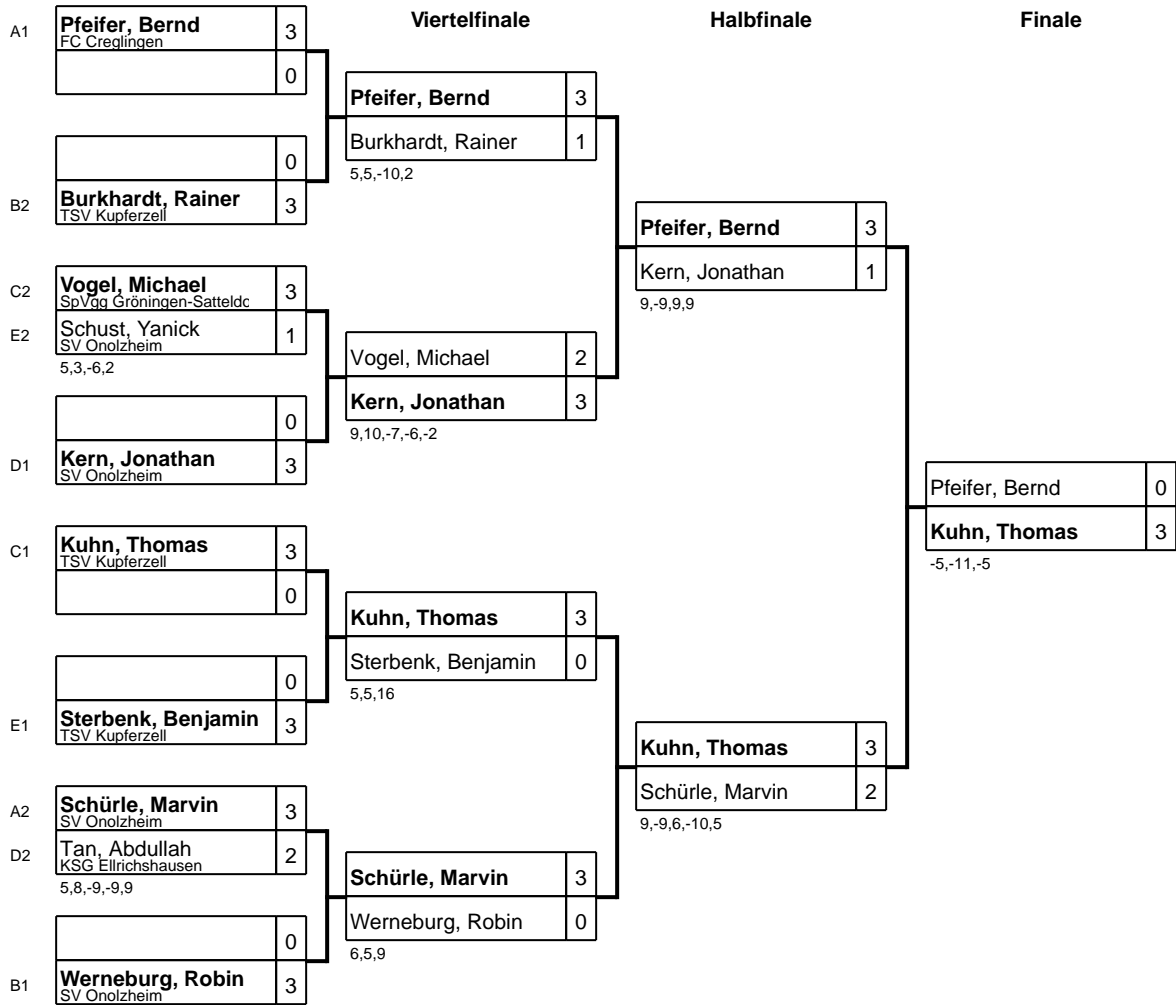 Viertelfinale
Halbfinale
Finale
A1
Pfeifer, Bernd
FC Creglingen
3
0
0
B2
Burkhardt, Rainer
TSV Kupferzell
3
C2
Vogel, Michael
SpVgg Gröningen-Satteldo
3
E2
Schust, Yanick
SV Onolzheim
1
5,3,-6,2
0
D1
Kern, Jonathan
SV Onolzheim
3
C1
Kuhn, Thomas
TSV Kupferzell
3
0
0
E1
Sterbenk, Benjamin
TSV Kupferzell
3
A2
Schürle, Marvin
SV Onolzheim
3
D2
Tan, Abdullah
KSG Ellrichshausen
2
5,8,-9,-9,9
0
B1
Werneburg, Robin
SV Onolzheim
3
Pfeifer, Bernd 3
Burkhardt, Rainer 1
5,5,-10,2
Vogel, Michael 2
Kern, Jonathan 3
9,10,-7,-6,-2
Kuhn, Thomas 3
Sterbenk, Benjamin 0
5,5,16
Schürle, Marvin 3
Werneburg, Robin 0
6,5,9
Pfeifer, Bernd 3
Kern, Jonathan 1
9,-9,9,9
Kuhn, Thomas 3
Schürle, Marvin 2
9,-9,6,-10,5
Pfeifer, Bernd 0
Kuhn, Thomas 3
-5,-11,-5